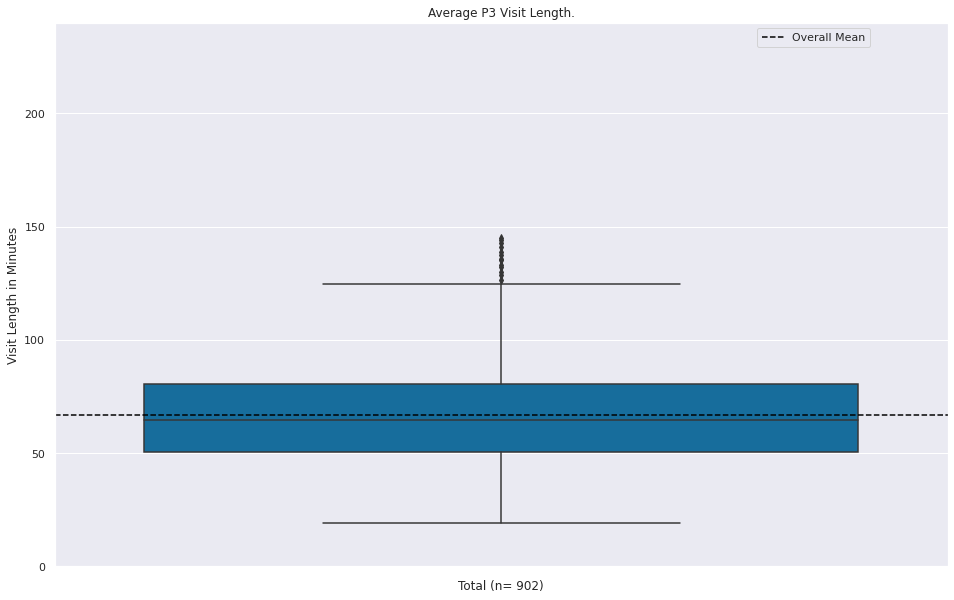 Average P3 Visit Length.
Overall Mean
Visit Length in Minutes
200
150
100
50
0
Total (n= 902)